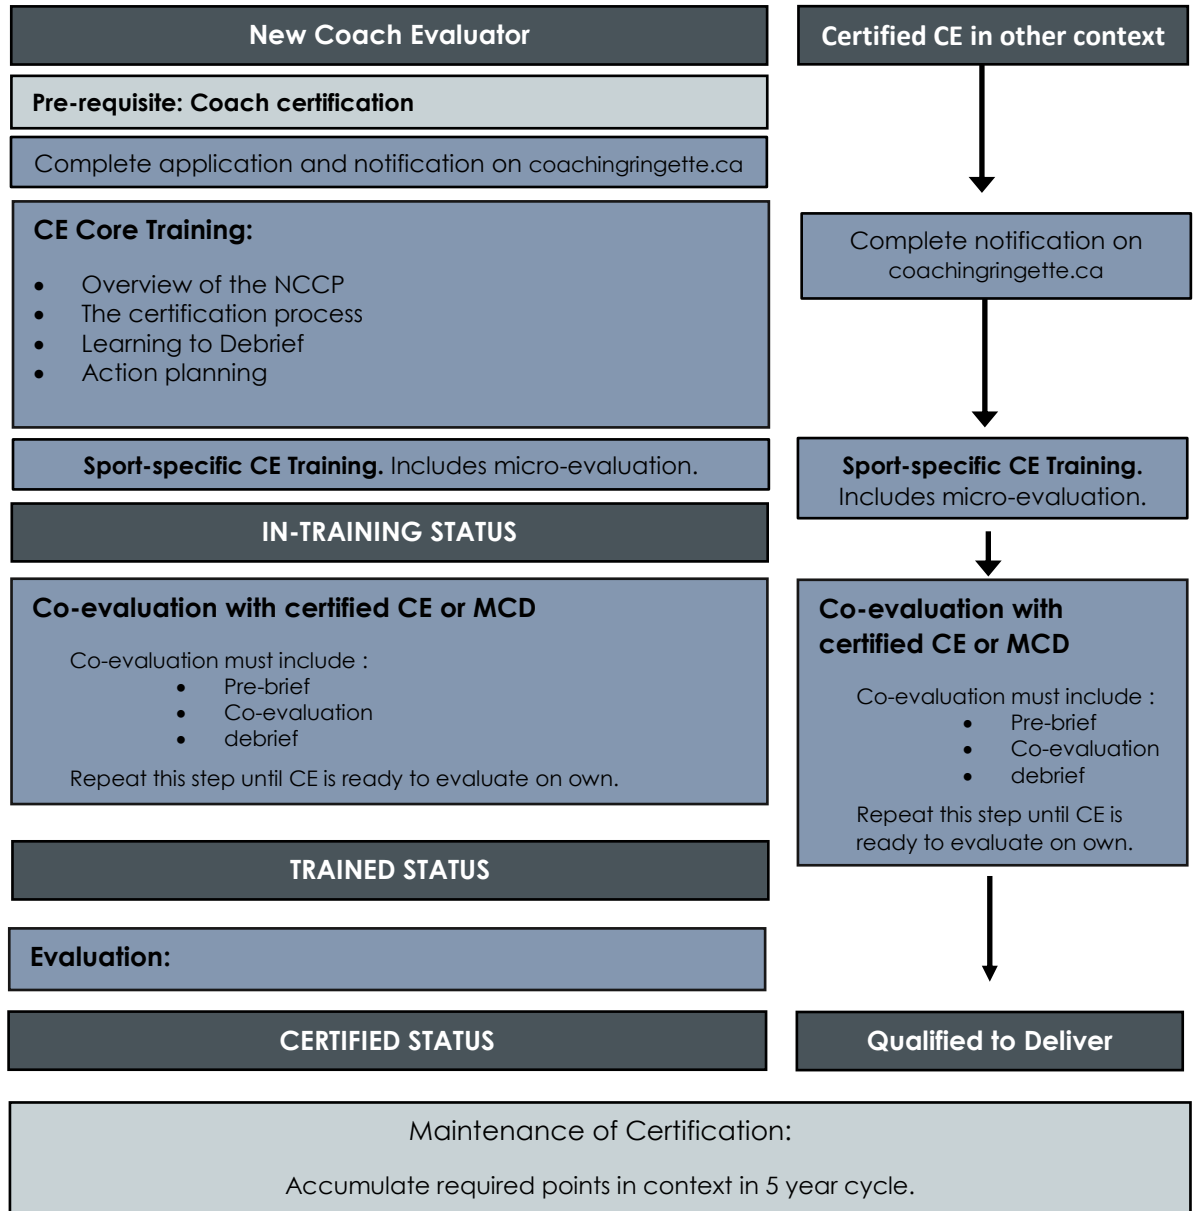 New Coach Evaluator
Pre-requisite: Coach certification
Complete application and notification on coachingringette.ca
CE Core Training:
• Overview of the NCCP
• The certification process
• Learning to Debrief
• Action planning
Sport-specific CE Training. Includes micro-evaluation.
IN-TRAINING STATUS
Co-evaluation with certified CE or MCD
Co-evaluation must include :
• Pre-brief
• Co-evaluation
• debrief
Repeat this step until CE is ready to evaluate on own.
TRAINED STATUS
Evaluation:
CERTIFIED STATUS
Certified CE in other context
Complete notification on
coachingringette.ca
Sport-specific CE Training.
Includes micro-evaluation.
Co-evaluation with
certified CE or MCD
Co-evaluation must include :
• Pre-brief
• Co-evaluation
• debrief
Repeat this step until CE is
ready to evaluate on own.
Qualified to Deliver
Maintenance of Certification:
Accumulate required points in context in 5 year cycle.